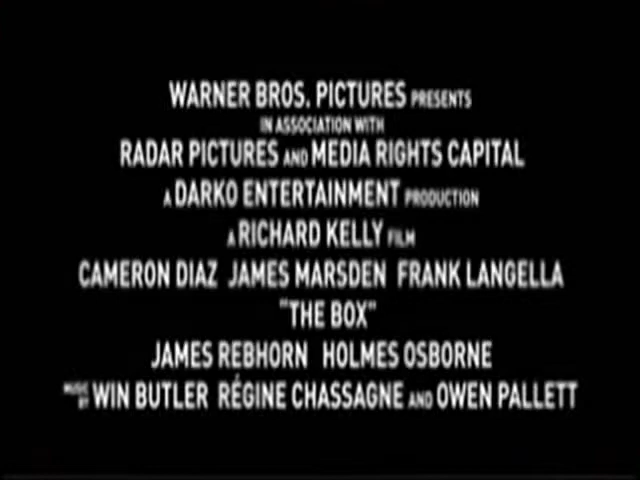 WARNER BROS. PICTURES PRESENTS
IN ASSOCIATION WITH
RADAR PICTURES AND MEDIA RIGHTS CAPITAL
A DARKO ENTERTAINMENT PRODUCTION
A RICHARD KELLY FILM
CAMERON DIAZ JAMES MARSDEN FRANK LANGELLA
"THE BOX"
JAMES REBHORN HOLMES OSBORNE
MUSIC BY WIN BUTLER RÉGINE CHASSAGNE AND OWEN PALLETT